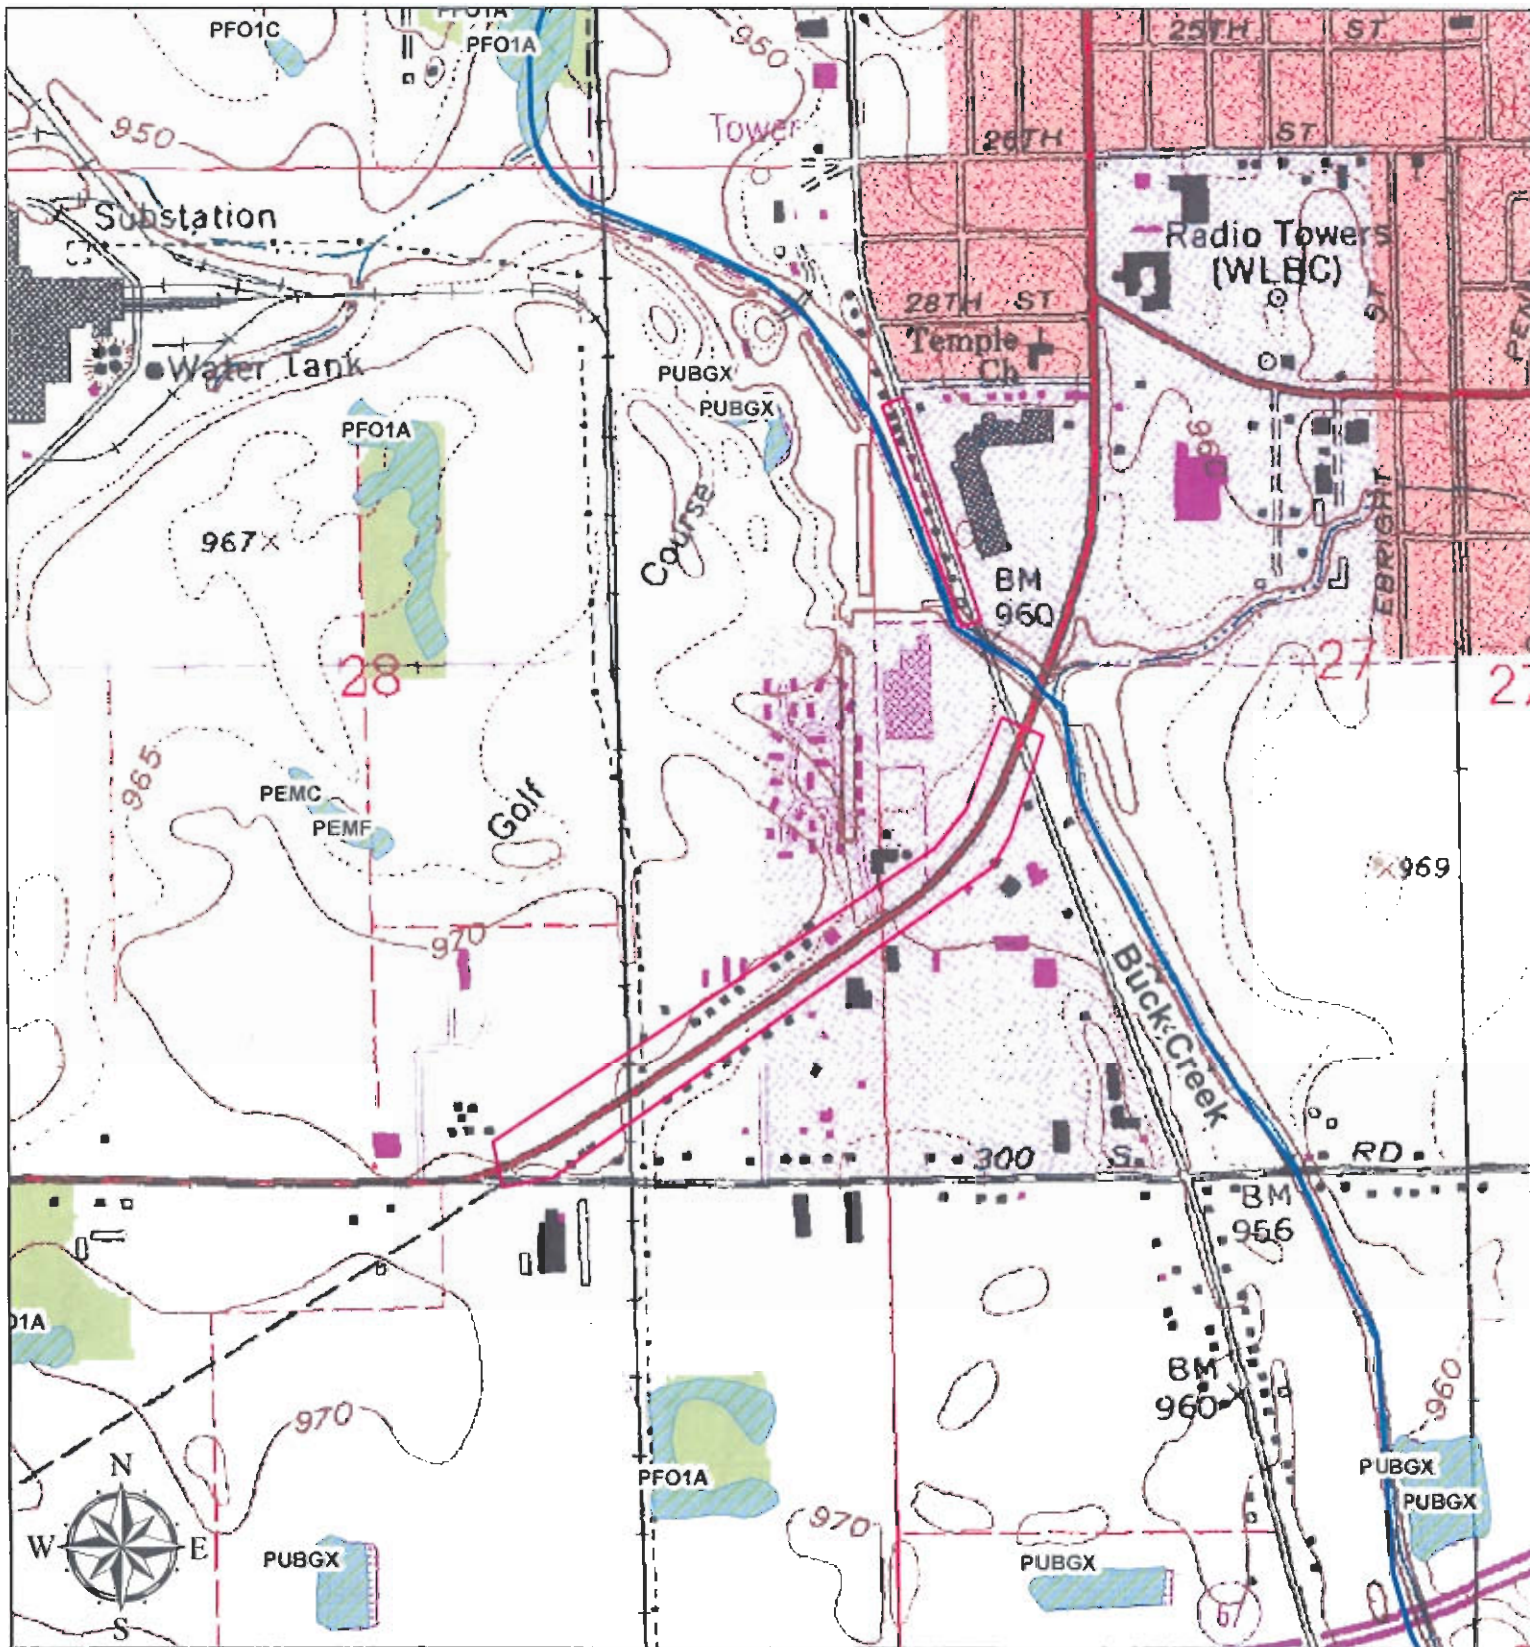 PFO1A
PFO1C
PFO1A
950
25TH ST
950
Tower
26TH ST
Substation
Radio Towers
(WLBC)
ST
28TH ST
Temple
Ch
Water Tank
PUBGX
PUBGX
PFO1A
960
Course
967
BM
960
EBRIGHT
28
27
27
965
PEMC
PEMF
Golf
969
970
Buck Creek
300 S
RD
BM
956
BM
960
960
970
PFO1A
PUBGX
PUBGX
970
N
W E
S
PUBGX
PUBGX
67